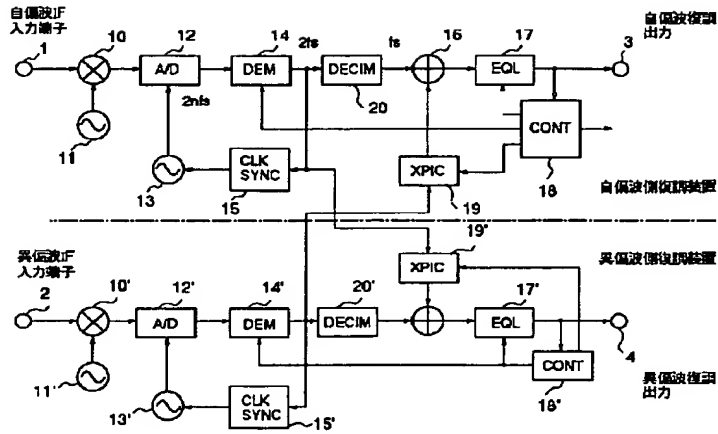 自偏波IF
入力端子
1
10
12
14
2fs
fs
16
17
自偏波復調
出力
3
A/D
DEM
DECIM
EQL
2nfs
20
11
13
CLK
SYNC
15
XPIC
19
CONT
18
自偏波側復調装置
異偏波IF
入力端子
2
10'
12'
14'
20'
19'
XPIC
17'
異偏波側復調装置
A/D
DEM
DECIM
EQL
4
11'
13'
CLK
SYNC
15'
CONT
18'
異偏波復調
出力